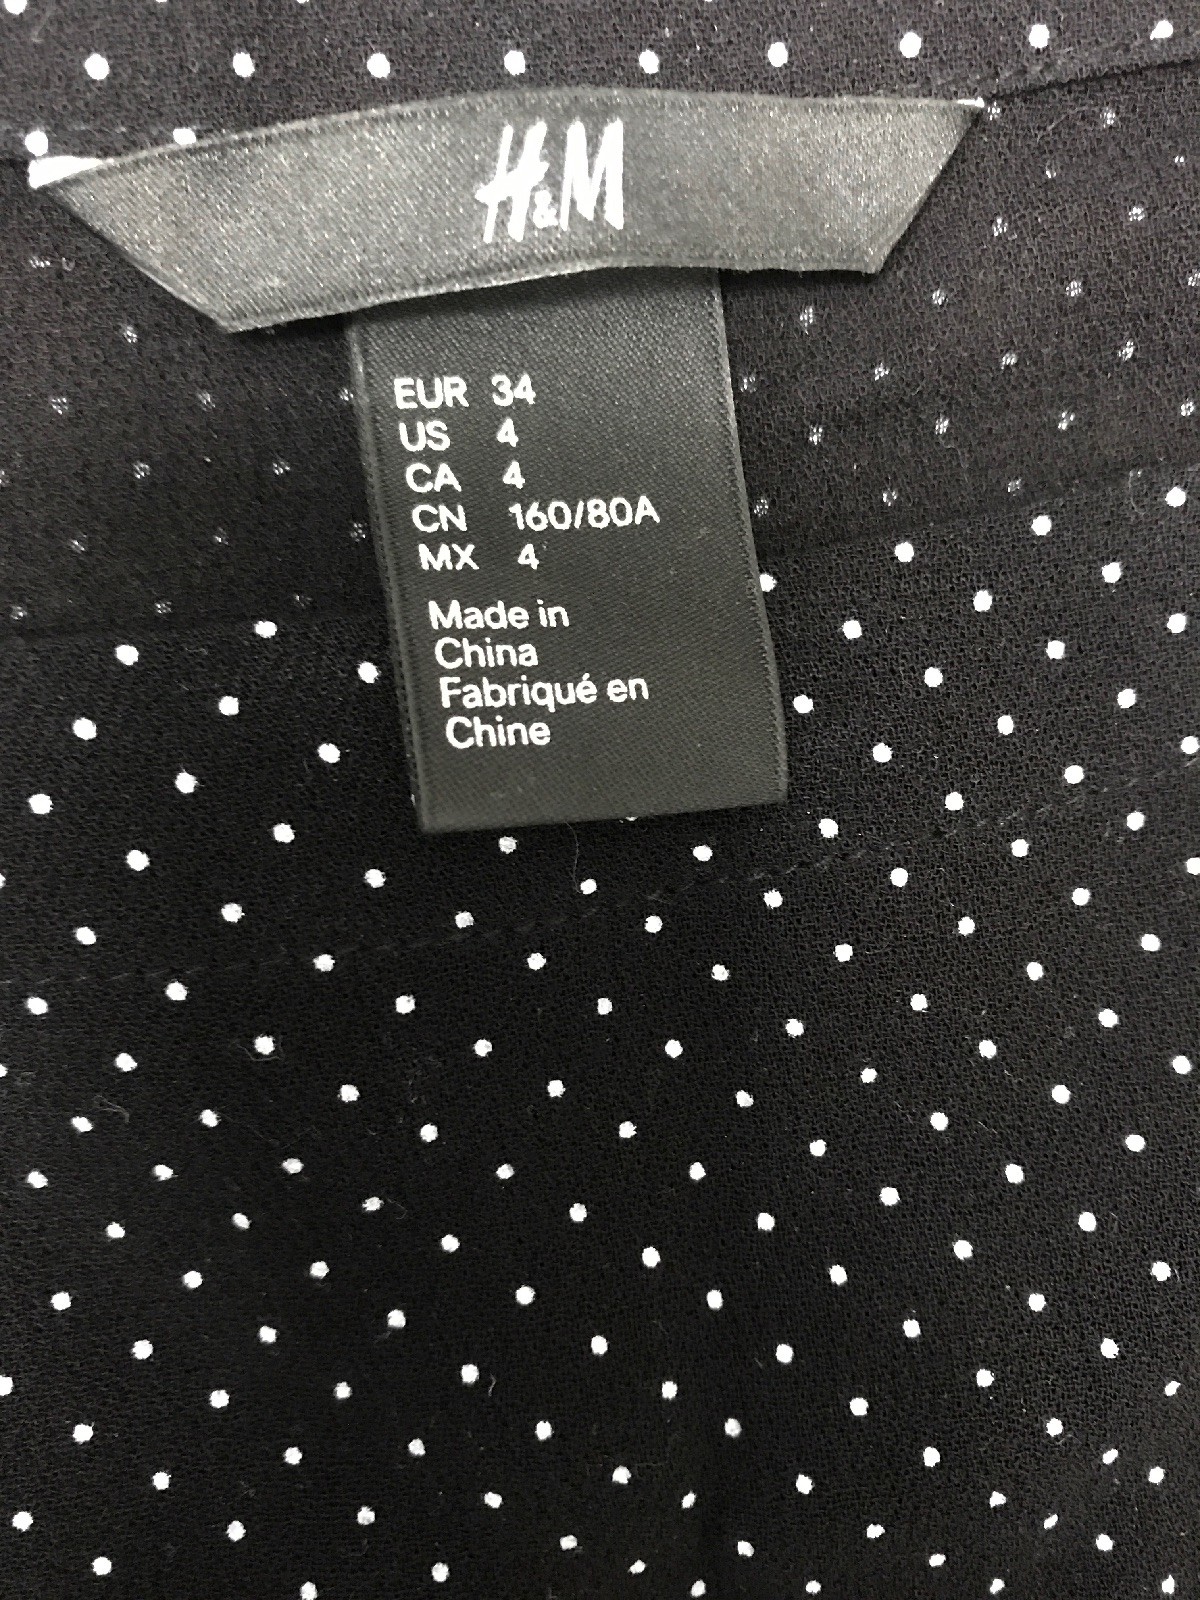 H&M
EUR 34
US 4
CA 4
CN 160/80A
MX 4
Made in
China
Fabriqué en
Chine